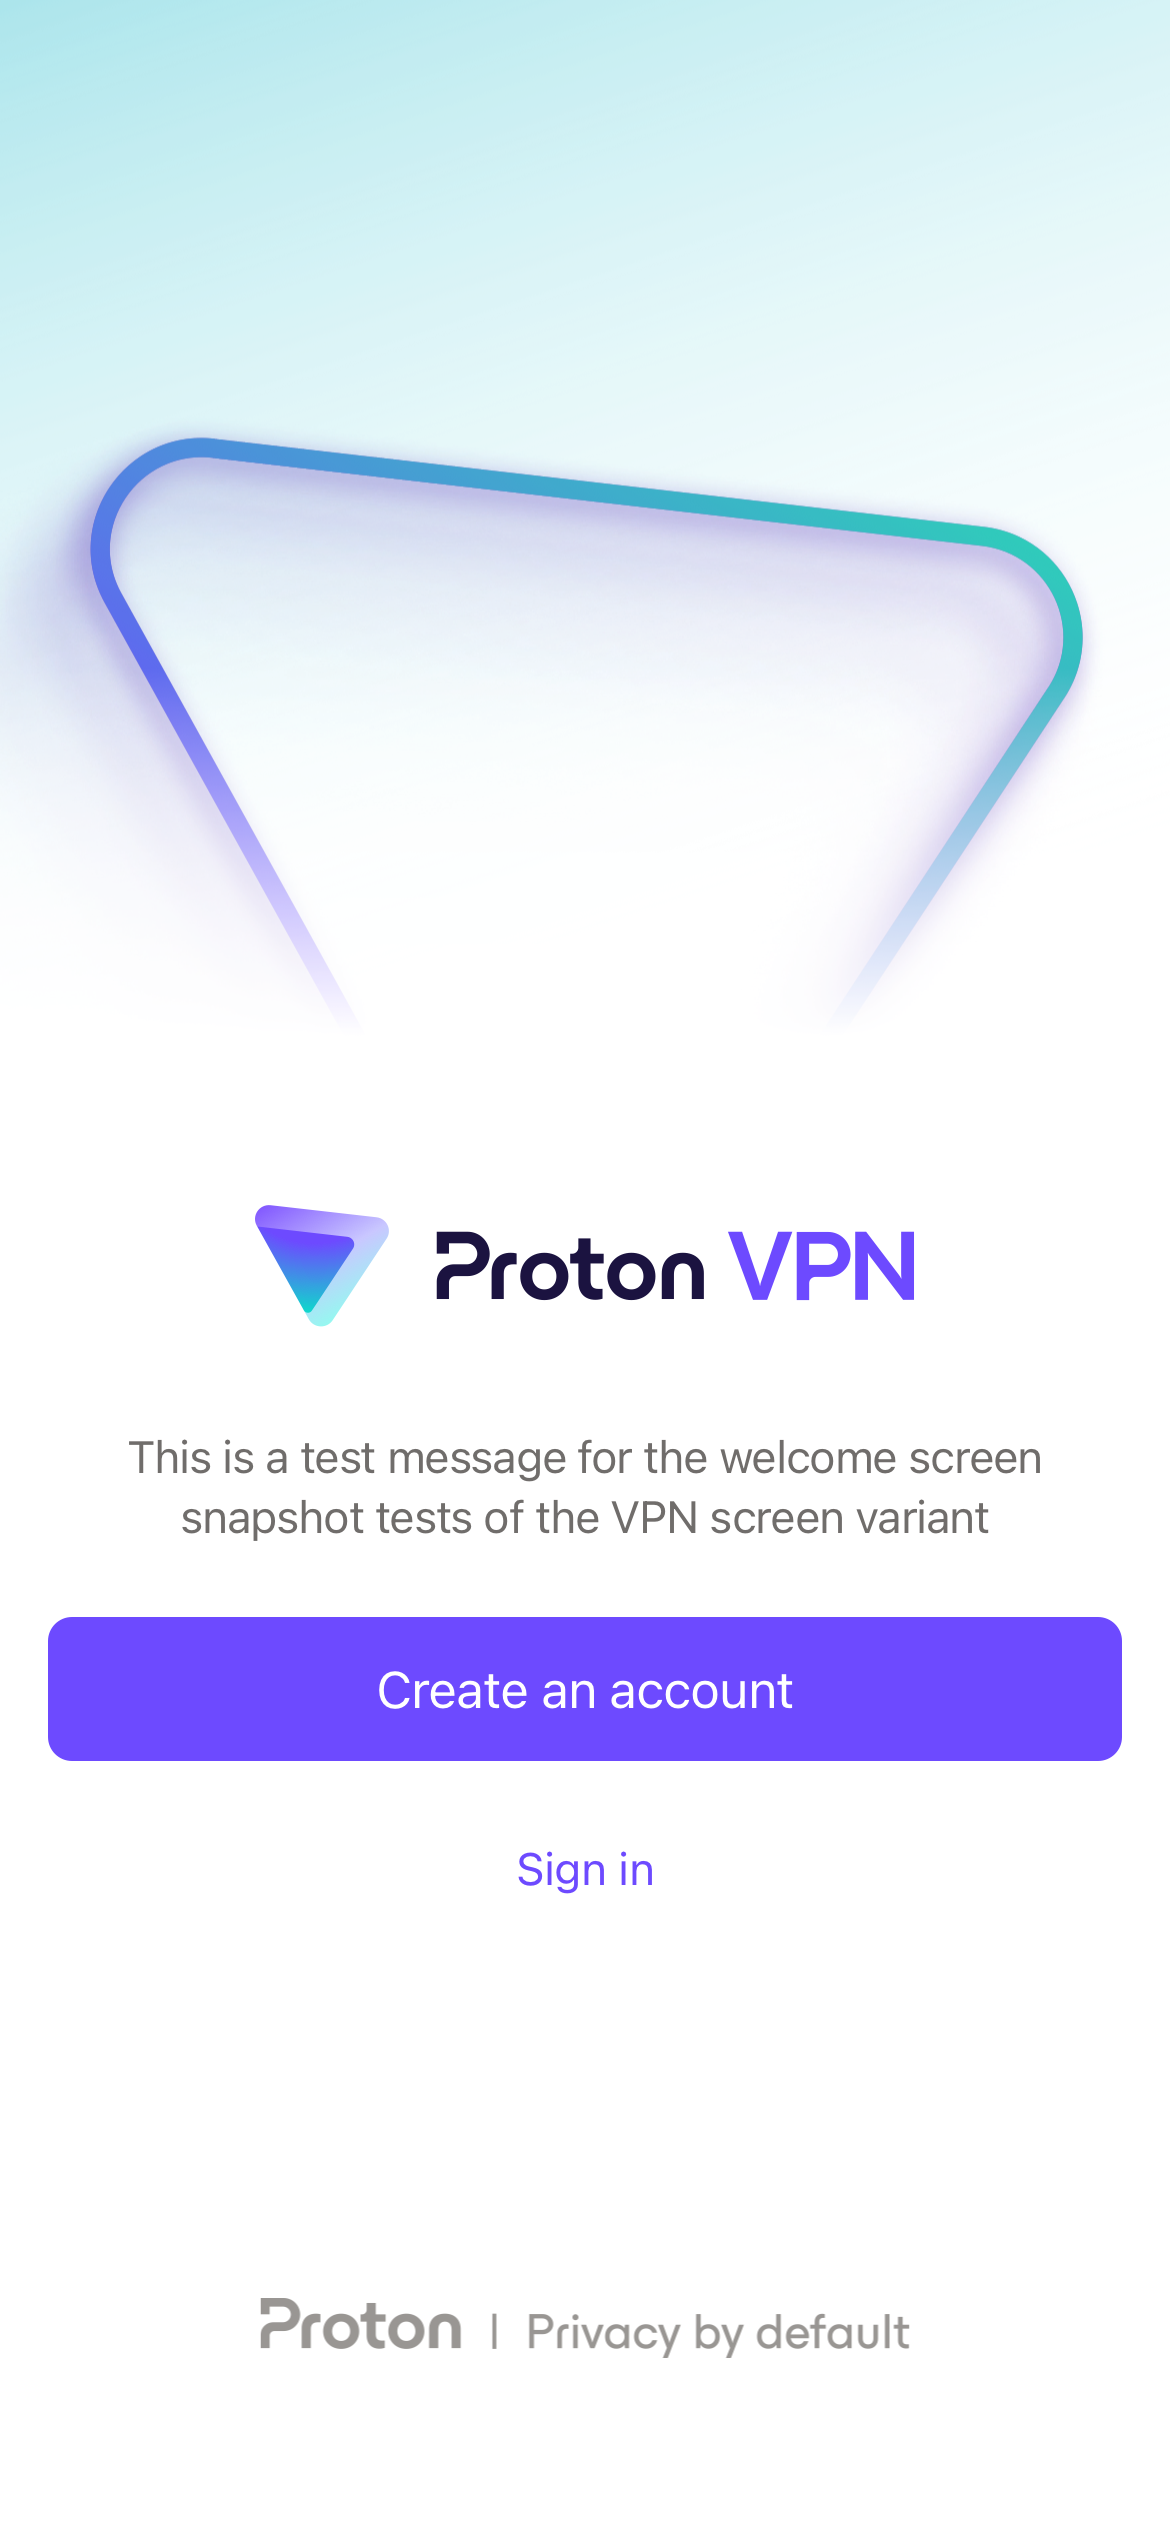 Proton VPN
This is a test message for the welcome screen
snapshot tests of the VPN screen variant
Create an account
Sign in
Proton | Privacy by default